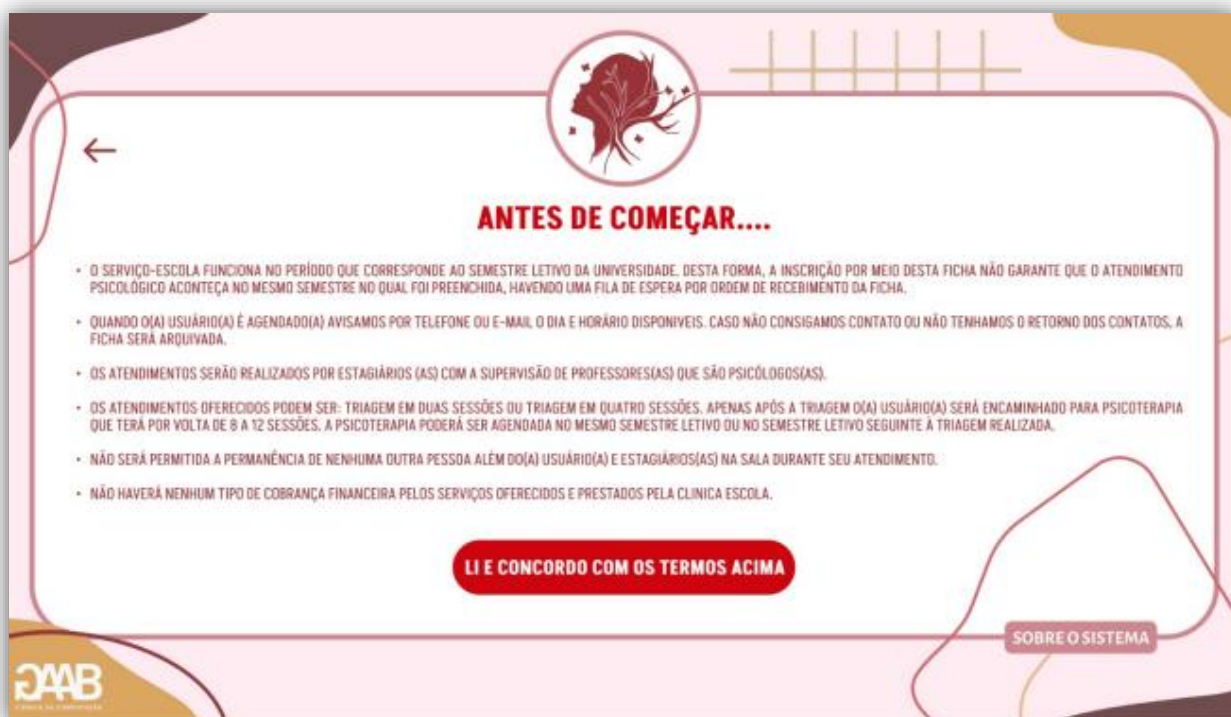 ANTES DE COMEÇAR....
• O SERVIÇO-ESCOLA FUNCIONA NO PERÍODO QUE CORRESPONDE AO SEMESTRE LETIVO DA UNIVERSIDADE. DESTA FORMA, A INSCRIÇÃO POR MEIO DESTA FICHA NÃO GARANTE QUE O ATENDIMENTO
PSICOLÓGICO ACONTEÇA NO MESMO SEMESTRE NO QUAL FOI PREENCHIDA, HAVENDO UMA FILA DE ESPERA POR ORDEM DE RECEBIMENTO DA FICHA.
• QUANDO O(A) USUÁRIO(A) É AGENDADO(A) AVISAMOS POR TELEFONE OU E-MAIL O DIA E HORÁRIO DISPONIVEIS. CASO NÃO CONSIGAMOS CONTATO OU NÃO TENHAMOS O RETORNO DOS CONTATOS, A
FICHA SERÁ ARQUIVADA.
• OS ATENDIMENTOS SERÃO REALIZADOS POR ESTAGIÁRIOS (AS) COM A SUPERVISÃO DE PROFESSORES(AS) QUE SÃO PSICÓLOGOS(AS).
• OS ATENDIMENTOS OFERECIDOS PODEM SER: TRIAGEM EM DUAS SESSÕES OU TRIAGEM EM QUATRO SESSÕES. APENAS APÓS A TRIAGEM O(A) USUÁRIO(A) SERÁ ENCAMINHADO PARA PSICOTERAPIA
QUE TERÁ POR VOLTA DE 8 A 12 SESSÕES. A PSICOTERAPIA PODERÁ SER AGENDADA NO MESMO SEMESTRE LETIVO OU NO SEMESTRE LETIVO SEGUINTE À TRIAGEM REALIZADA.
• NÃO SERÁ PERMITIDA A PERMANÊNCIA DE NENHUMA OUTRA PESSOA ALÉM DO(A) USUÁRIO(A) E ESTAGIÁRIOS(AS) NA SALA DURANTE SEU ATENDIMENTO.
• NÃO HAVERÁ NENHUM TIPO DE COBRANÇA FINANCEIRA PELOS SERVIÇOS OFERECIDOS E PRESTADOS PELA CLINICA ESCOLA.
LI E CONCORDO COM OS TERMOS ACIMA
SOBRE O SISTEMA
GAAB